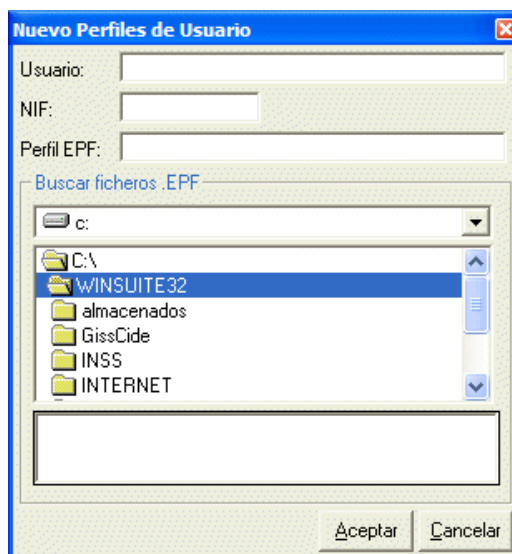 Nuevo Perfiles de Usuario
Usuario:
NIF:
Perfil EPF:
Buscar ficheros .EPF
c:
C:\
WINSUITE32
almacenados
GissCide
INSS
INTERNET
Aceptar Cancelar